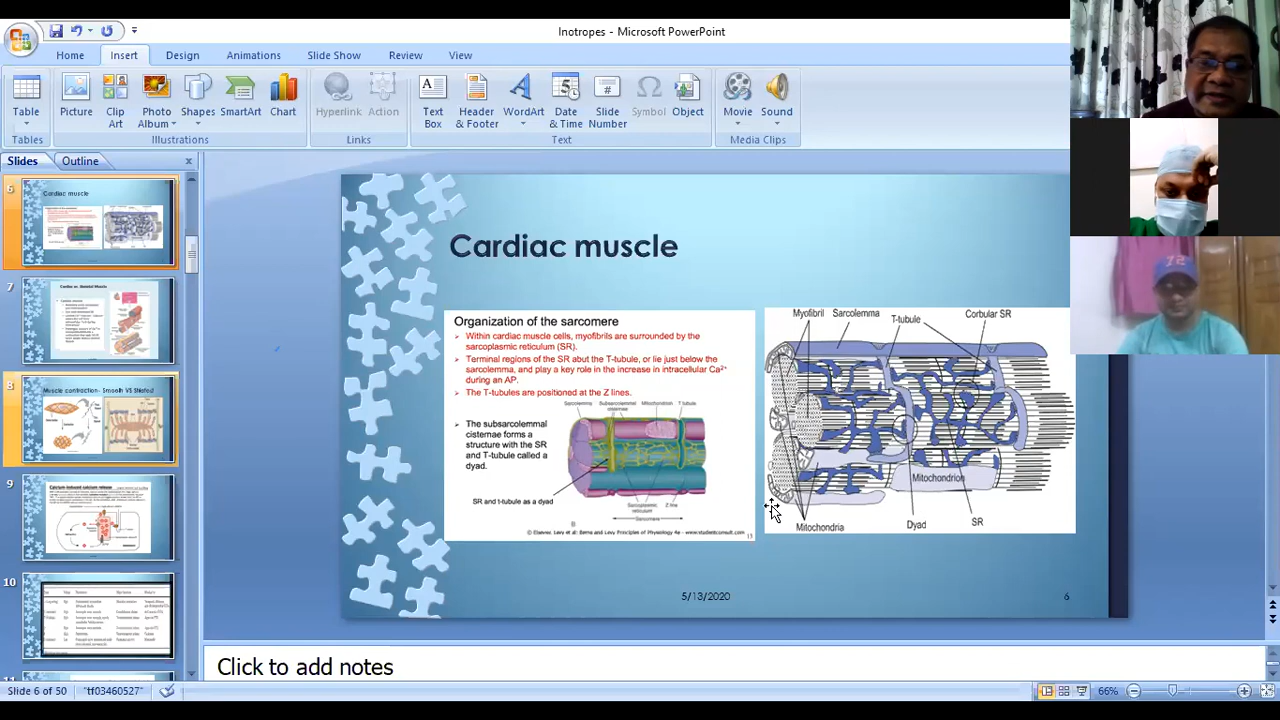 Inotropes - Microsoft PowerPoint
Home Insert Design Slide Show Animations Review View
Table
Picture
Clip
Art
Photo
Album
Shapes
SmartArt
Chart
Hyperlink
Action
Text
Box
Header
& Footer
WordArt
Date
& Time
Slide
Number
Symbol
Object
Movie
Sound
Tables
Illustrations
Links
Text
Media Clips
Slides
Outline
6
Cardiac muscle
7
Cardiac vs. Skeletal Muscle
8
Muscle contraction- Smooth VS Striated
9
Calcium induced calcium release
10
Cardiac muscle
Organization of the sarcomere
Within cardiac muscle cells, myofibrils are surrounded by the
sarcoplasmic reticulum (SR).
Terminal regions of the SR abut the T-tubule, or lie just below the
sarcolemma, and play a key role in the increase in intracellular Ca²⁺
during an AP.
The T-tubules are positioned at the Z lines.
Sarcolemma
Subsarcolemmal
cisternae
Mitochondrion
T tubule
The subsarcolemmal
cisternae forms a
structure with the SR
and T-tubule called a
dyad.
SR and t-tubule as a dyad
Sarcoplasmic
reticulum
Z line
Sarcomere
B
© Elsevier, Levy et al: Berne and Levy Principles of Physiology 4e - www.studentconsult.com
13
Myofibril
Sarcolemma
T-tubule
Corbular SR
Mitochondrion
Mitochondria
Dyad
SR
5/13/2020
6
Click to add notes
Slide 6 of 50
"tf03460527"
66%